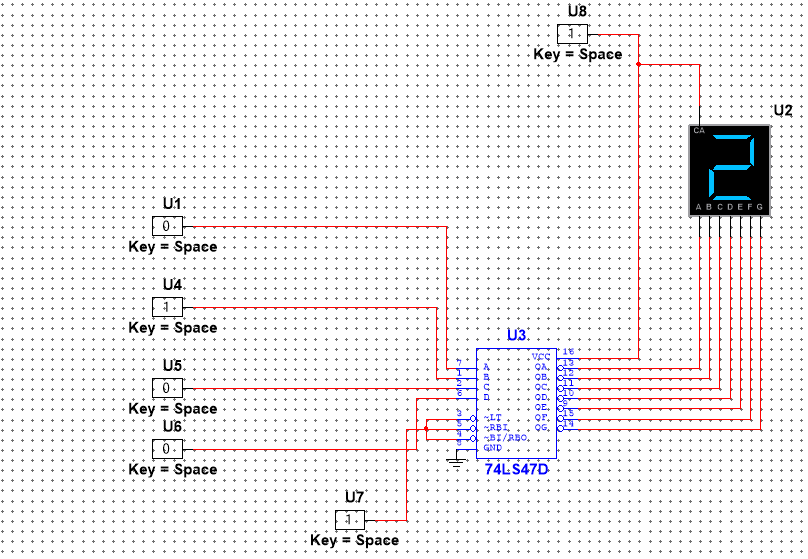 U8
1
Key = Space
U2
CA
2
A B C D E F G
U1
0
Key = Space
U4
1
Key = Space
U3
U5
0
Key = Space
U6
0
Key = Space
7 A
1 B
2 C
6 D
3 ~LT
5 ~RBI
4 ~BI/RBO
8 GND
VCC 16
OA 13
OB 12
OC 11
OD 10
OE 9
OF 15
OG 14
74LS47D
U7
1
Key = Space